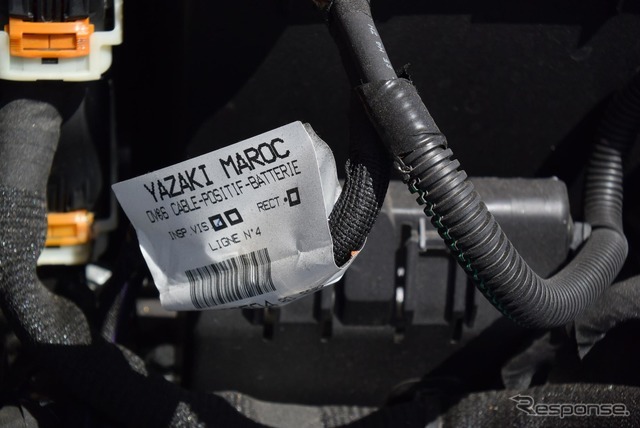 YAZAKI MAROC
CABLE-POSITIF-BATTERIE
INSP VIS RECT.
LIGNE N°4
Response.